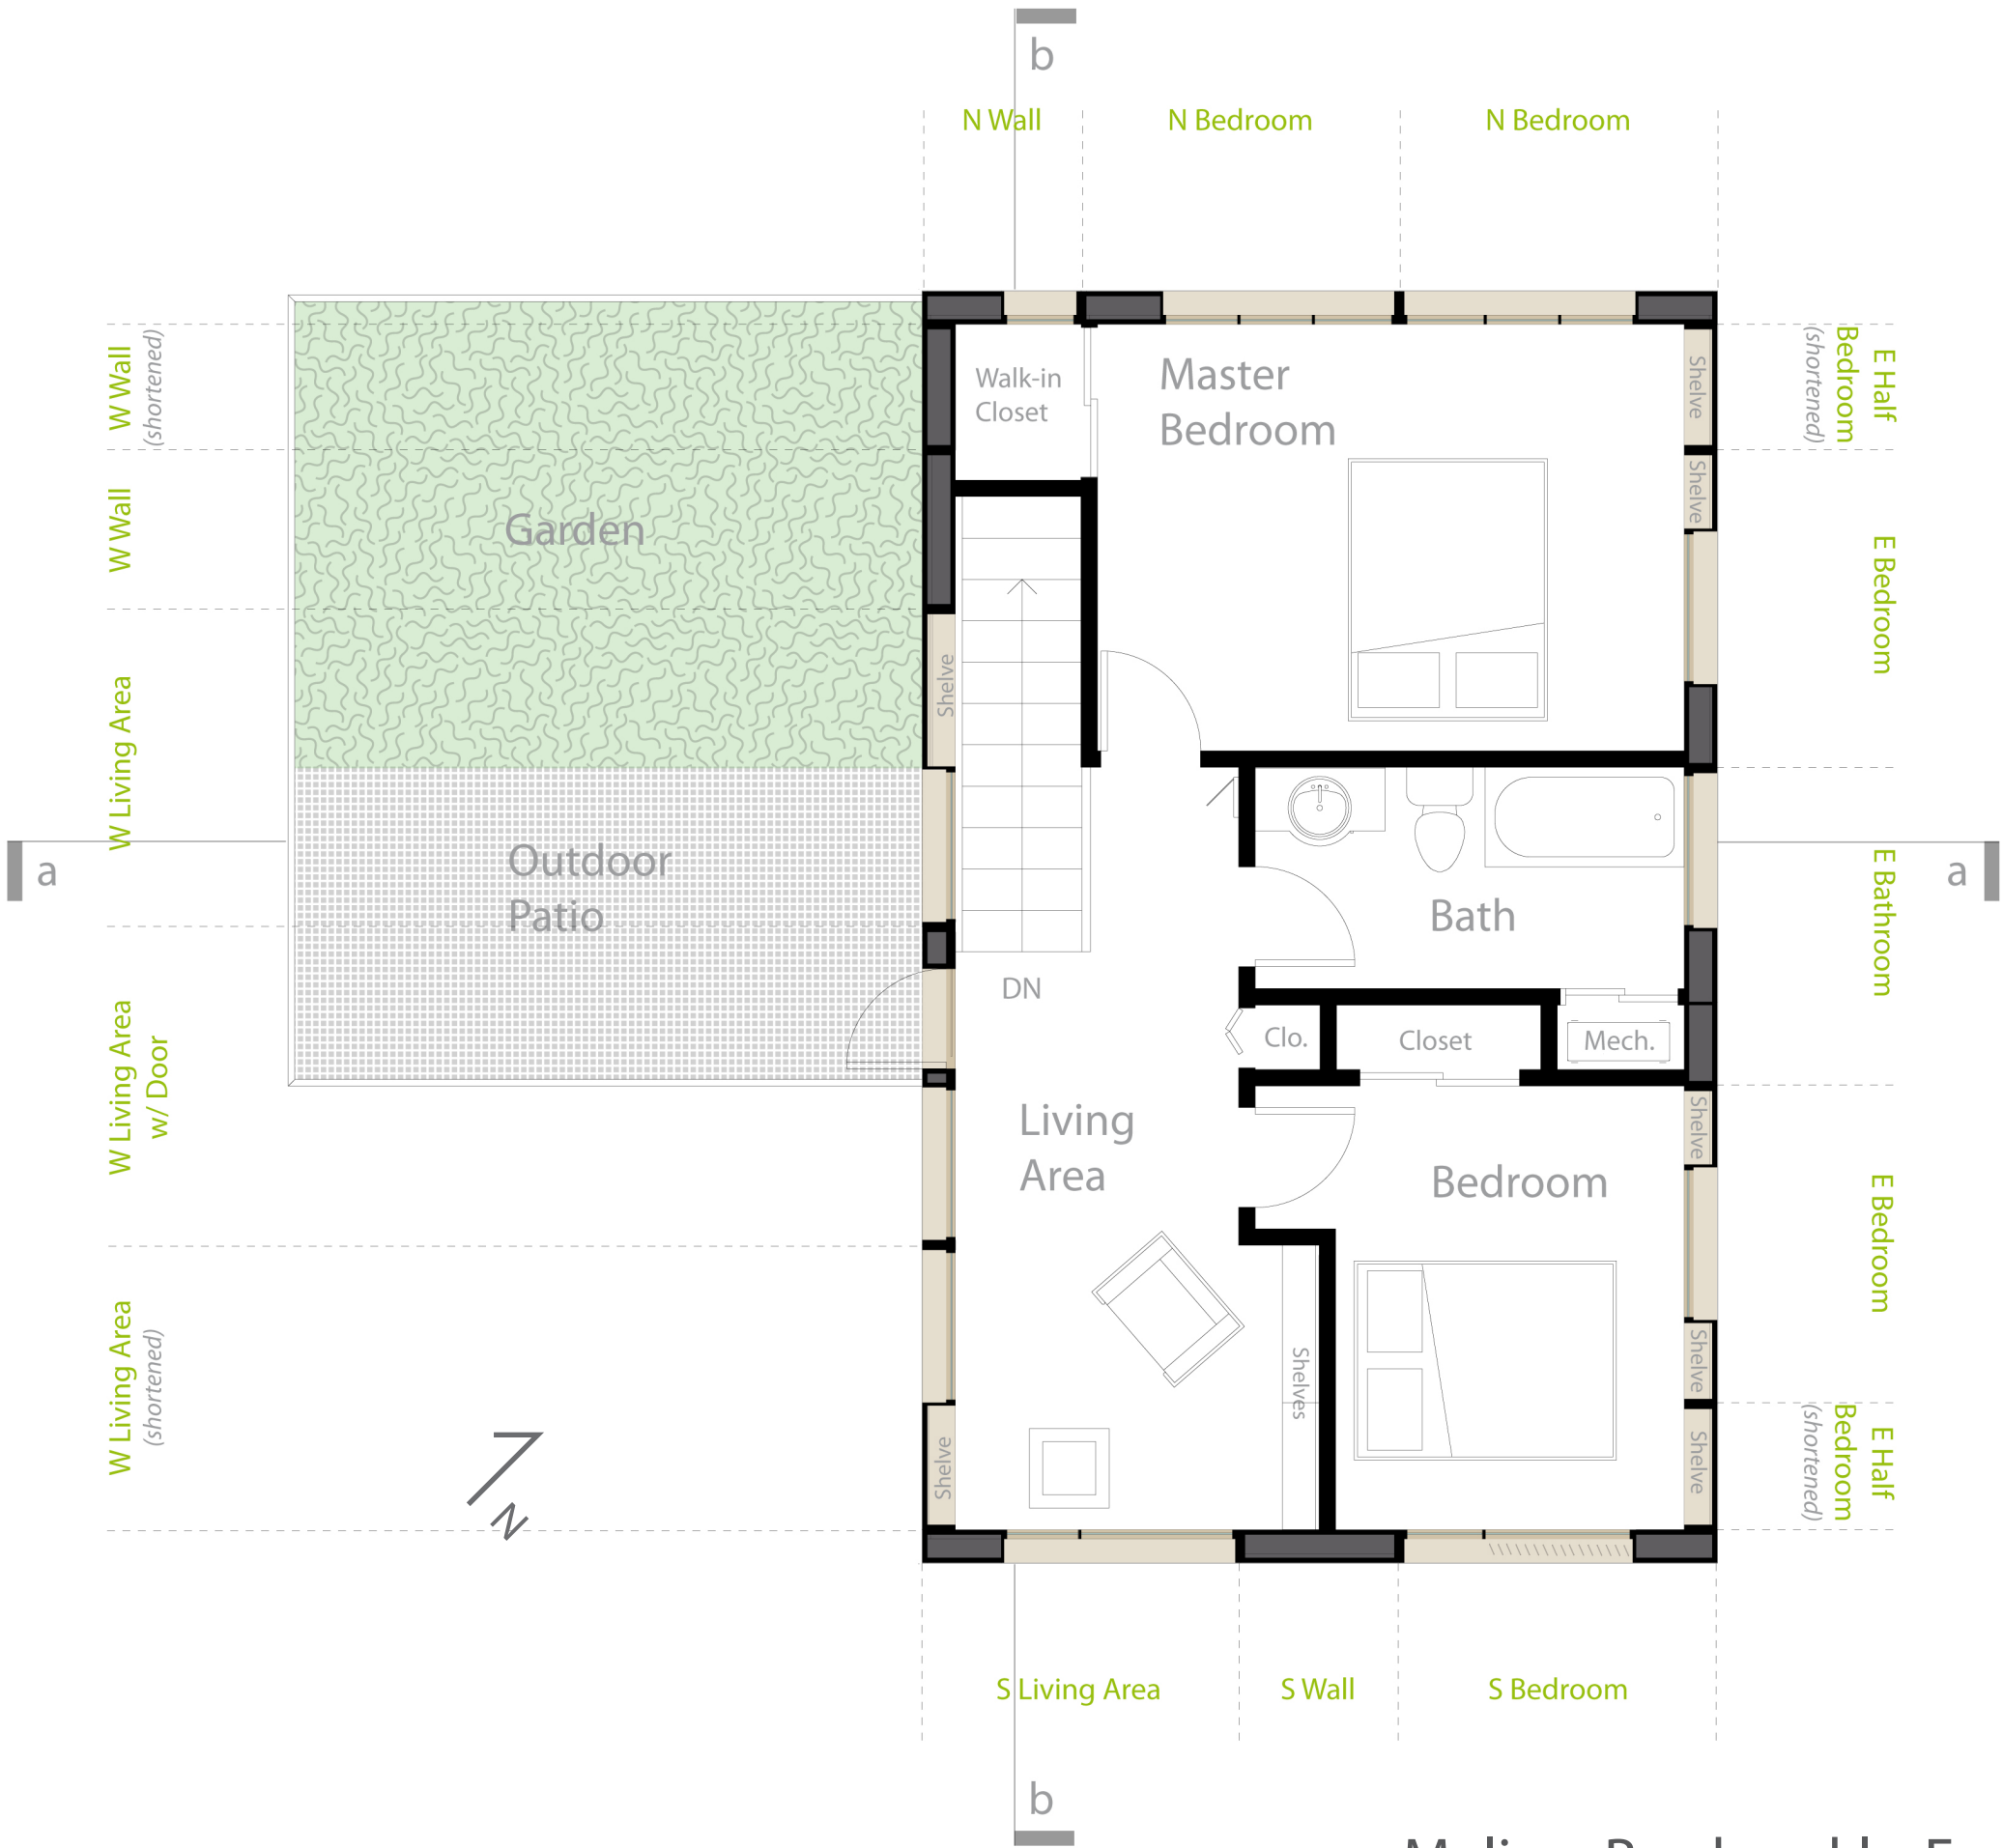 b
N Wall
N Bedroom
N Bedroom
W Wall
(shortened)
W Wall
W Living Area
W Living Area
w/ Door
W Living Area
(shortened)
Garden
Outdoor
Patio
a
Walk-in
Closet
Master
Bedroom
Shelve
Shelve
Shelve
DN
Bath
Clo.
Closet
Mech.
Living
Area
Bedroom
Shelve
Shelve
Shelve
Shelves
Shelve
E Half
Bedroom
(shortened)
E Bedroom
a
E Bathroom
E Bedroom
E Half
Bedroom
(shortened)
N
S Living Area
S Wall
S Bedroom
b